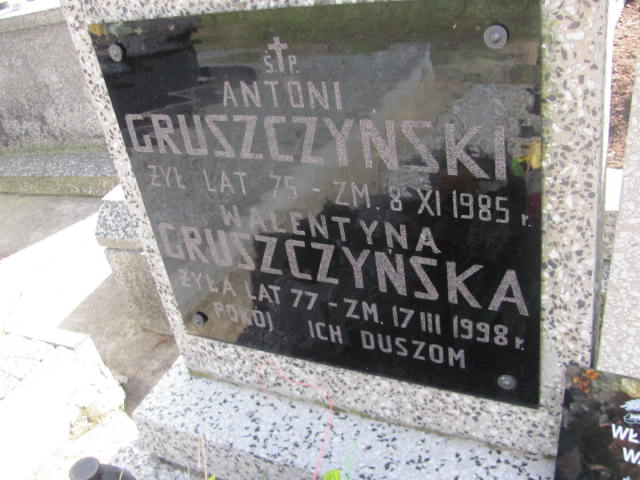 Ś. P.
ANTONI
GRUSZCZYŃSKI
ŻYŁ LAT 75 - ZM. 8 XI 1985 r.
WALENTYNA
GRUSZCZYŃSKA
ŻYŁA LAT 77 - ZM. 17 III 1998 r.
POKÓJ ICH DUSZOM